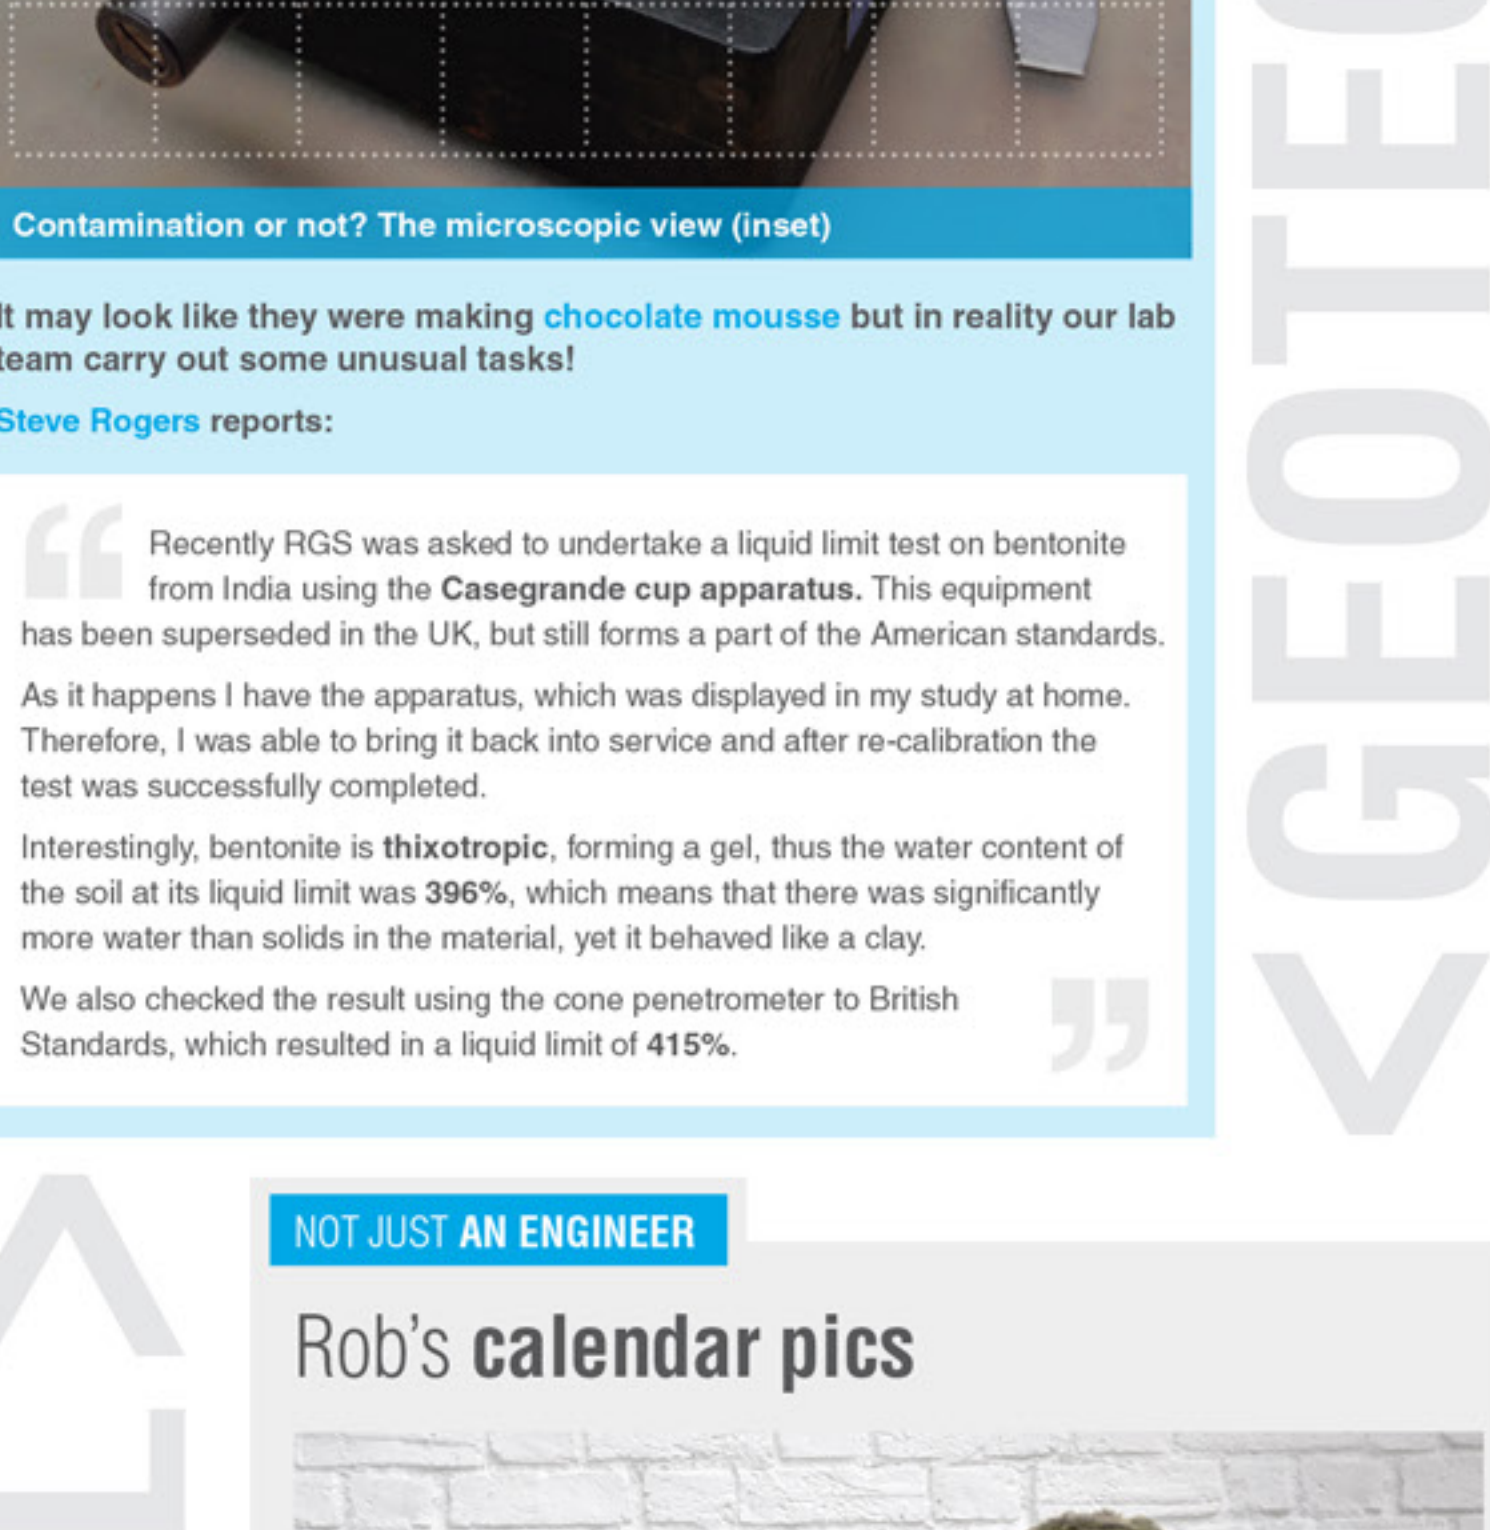 Contamination or not? The microscopic view (inset)
It may look like they were making chocolate mousse but in reality our lab
team carry out some unusual tasks!
Steve Rogers reports:
“ Recently RGS was asked to undertake a liquid limit test on bentonite
from India using the Casegrande cup apparatus. This equipment
has been superseded in the UK, but still forms a part of the American standards.
As it happens I have the apparatus, which was displayed in my study at home.
Therefore, I was able to bring it back into service and after re-calibration the
test was successfully completed.
Interestingly, bentonite is thixotropic, forming a gel, thus the water content of
the soil at its liquid limit was 396%, which means that there was significantly
more water than solids in the material, yet it behaved like a clay.
We also checked the result using the cone penetrometer to British
Standards, which resulted in a liquid limit of 415%. ”
NOT JUST AN ENGINEER
Rob's calendar pics
<GEOTE